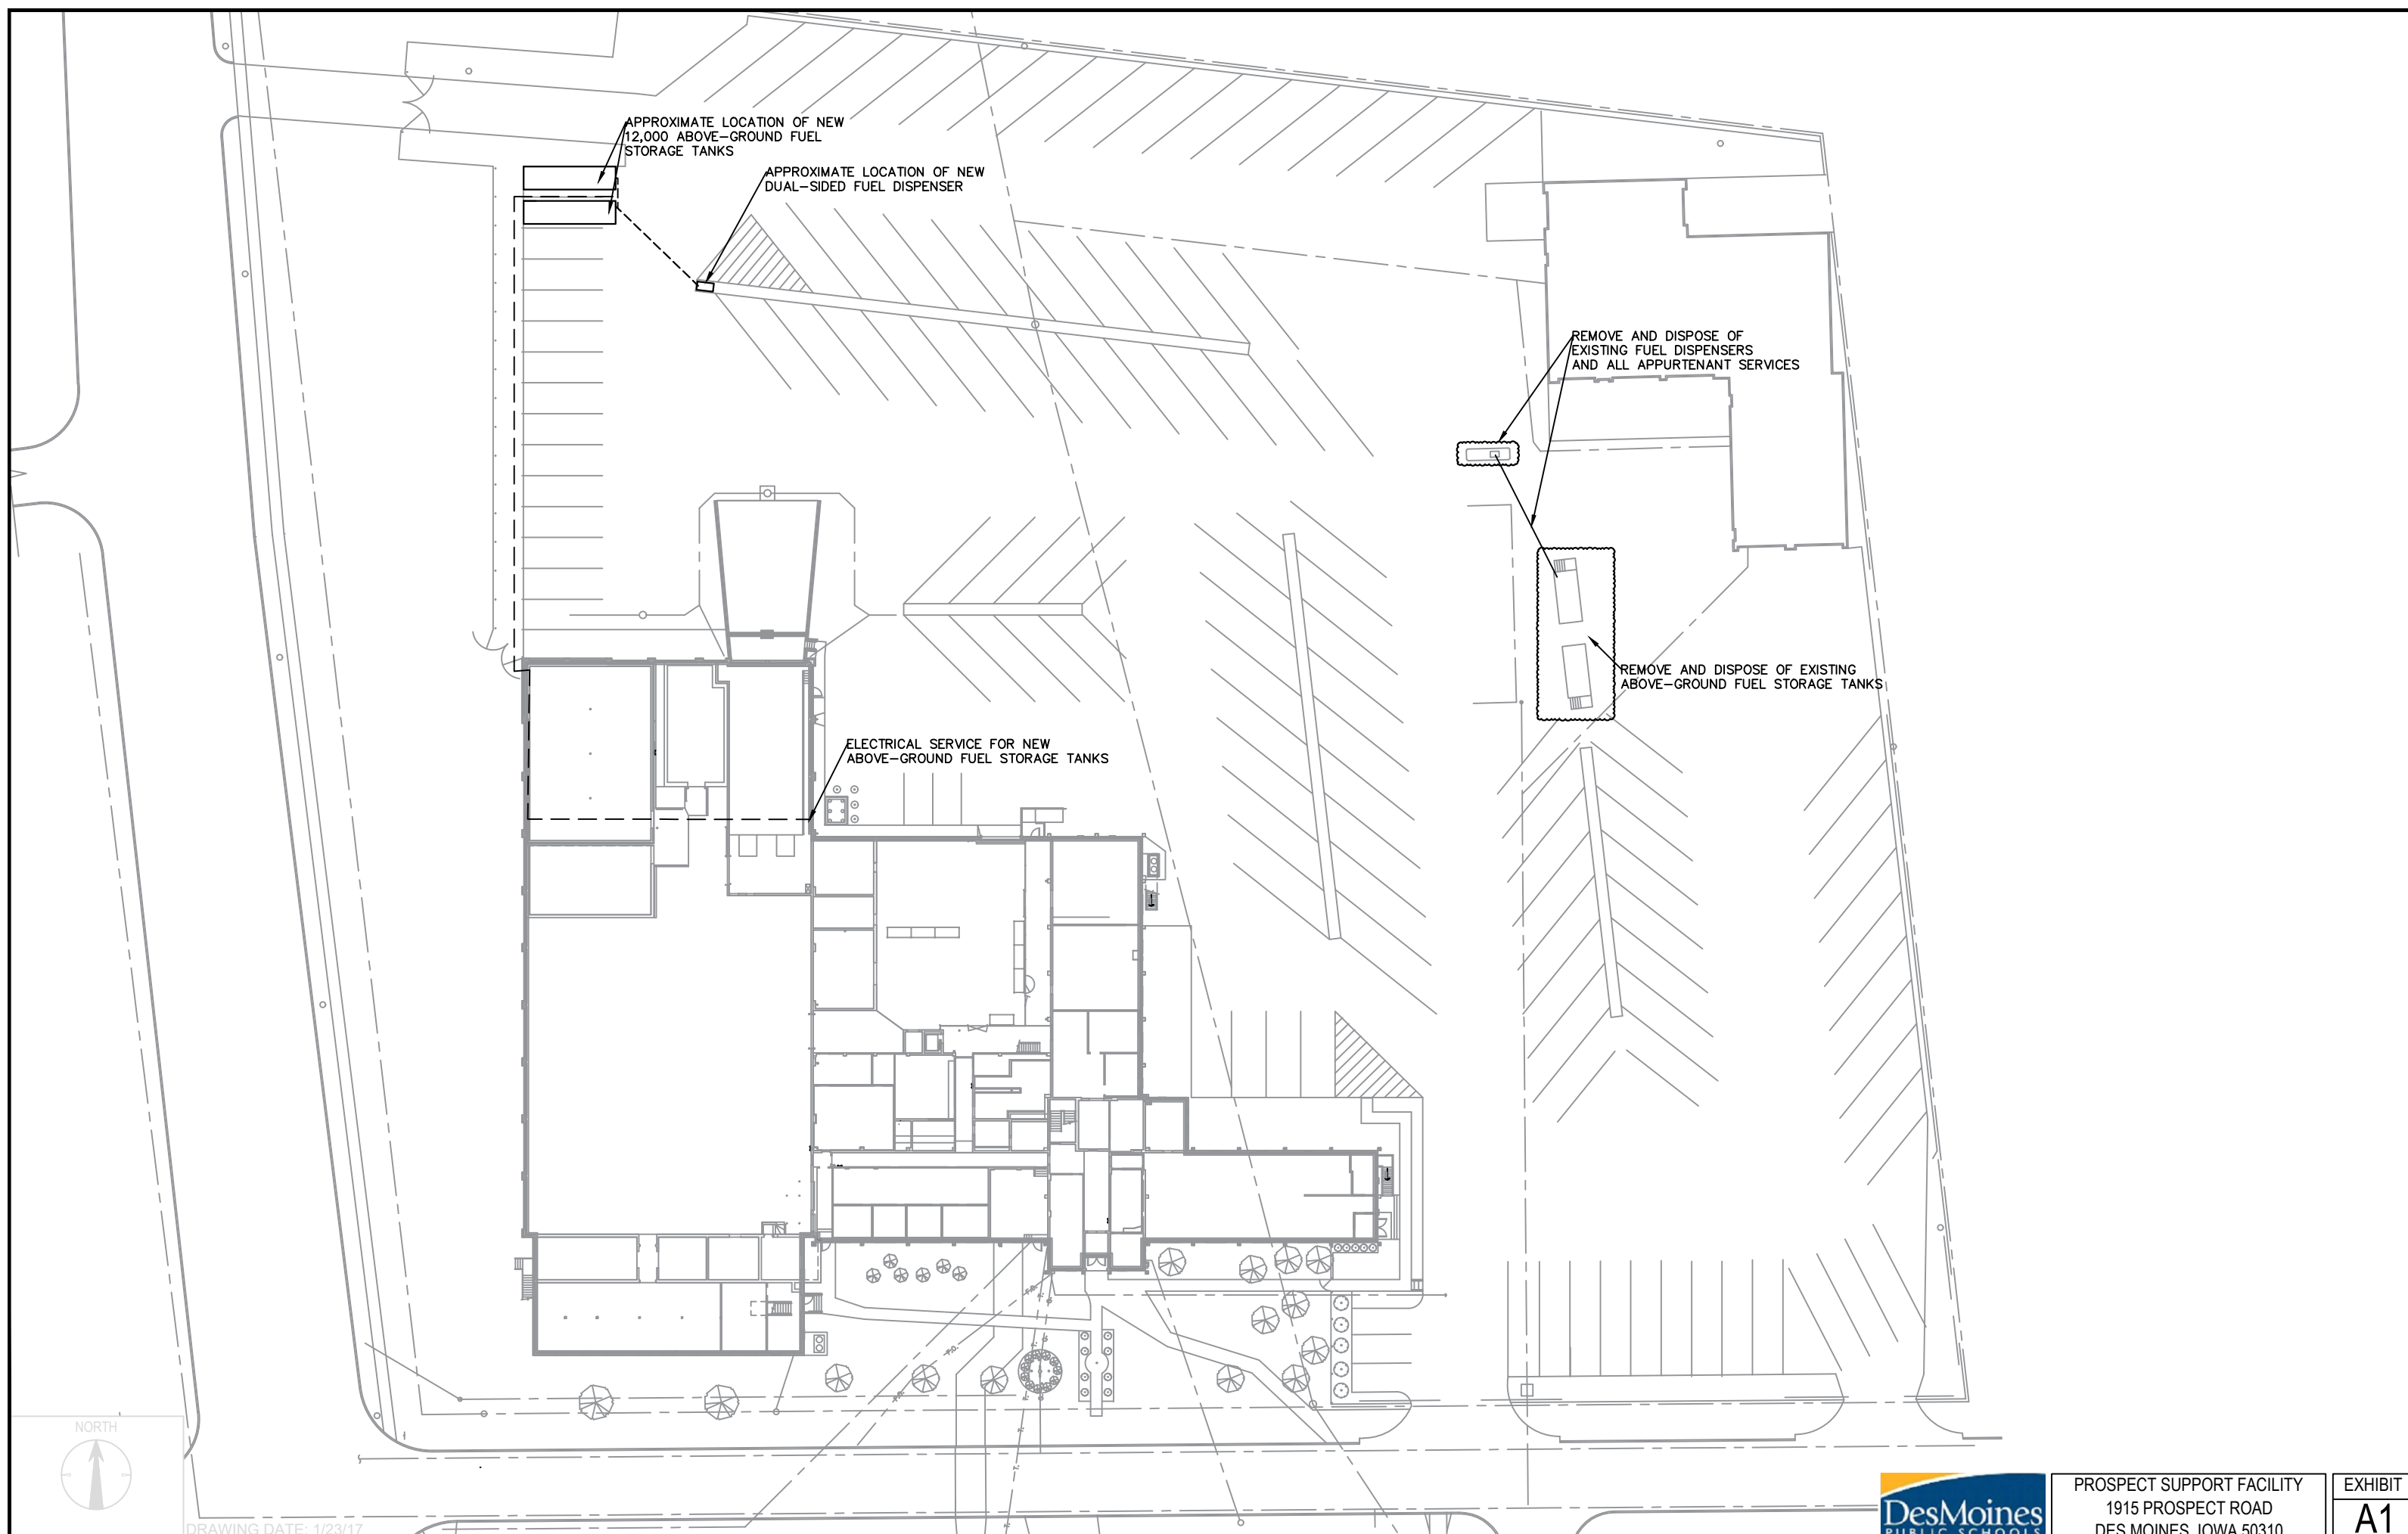 APPROXIMATE LOCATION OF NEW
12,000 ABOVE-GROUND FUEL
STORAGE TANKS
APPROXIMATE LOCATION OF NEW
DUAL-SIDED FUEL DISPENSER
REMOVE AND DISPOSE OF
EXISTING FUEL DISPENSERS
AND ALL APPURTENANT SERVICES
REMOVE AND DISPOSE OF EXISTING
ABOVE-GROUND FUEL STORAGE TANKS
ELECTRICAL SERVICE FOR NEW
ABOVE-GROUND FUEL STORAGE TANKS
NORTH
DRAWING DATE: 1/23/17
DesMoines
PUBLIC SCHOOLS
PROSPECT SUPPORT FACILITY
1915 PROSPECT ROAD
DES MOINES, IOWA 50310
EXHIBIT
A1